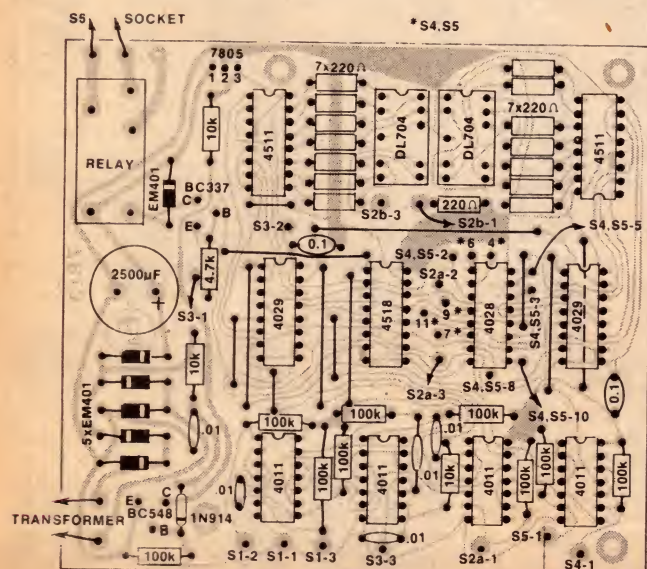 S6 SOCKET *S4,S5
7805
1 2 3
7x220Ω
7x220Ω
10k
4511
DL704
DL704
4511
RELAY
EM401
BC337
C
B
E
S3-2
S2b-3
220Ω
S2b-1
S4,S5-5
0.1
*6 *
S4,S5-2
S2a-2
4.7k
2500µF
+
S3-1
4029
4518
11*
9*
7*
4028
S4,S5-3
4029
S2a-3
S4,S5-8
S4,S5-10
0.1
10k
5xEM401
.01
100k
100k
100k
.01
.01
4011
100k
100k
4011
10k
4011
100k
100k
4011
100k
.01
TRANSFORMER
E
C
BC548
B
1N914
100k
S1-2
S1-1
S1-3
.01
S3-3
S2a-1
S5-1
S4-1